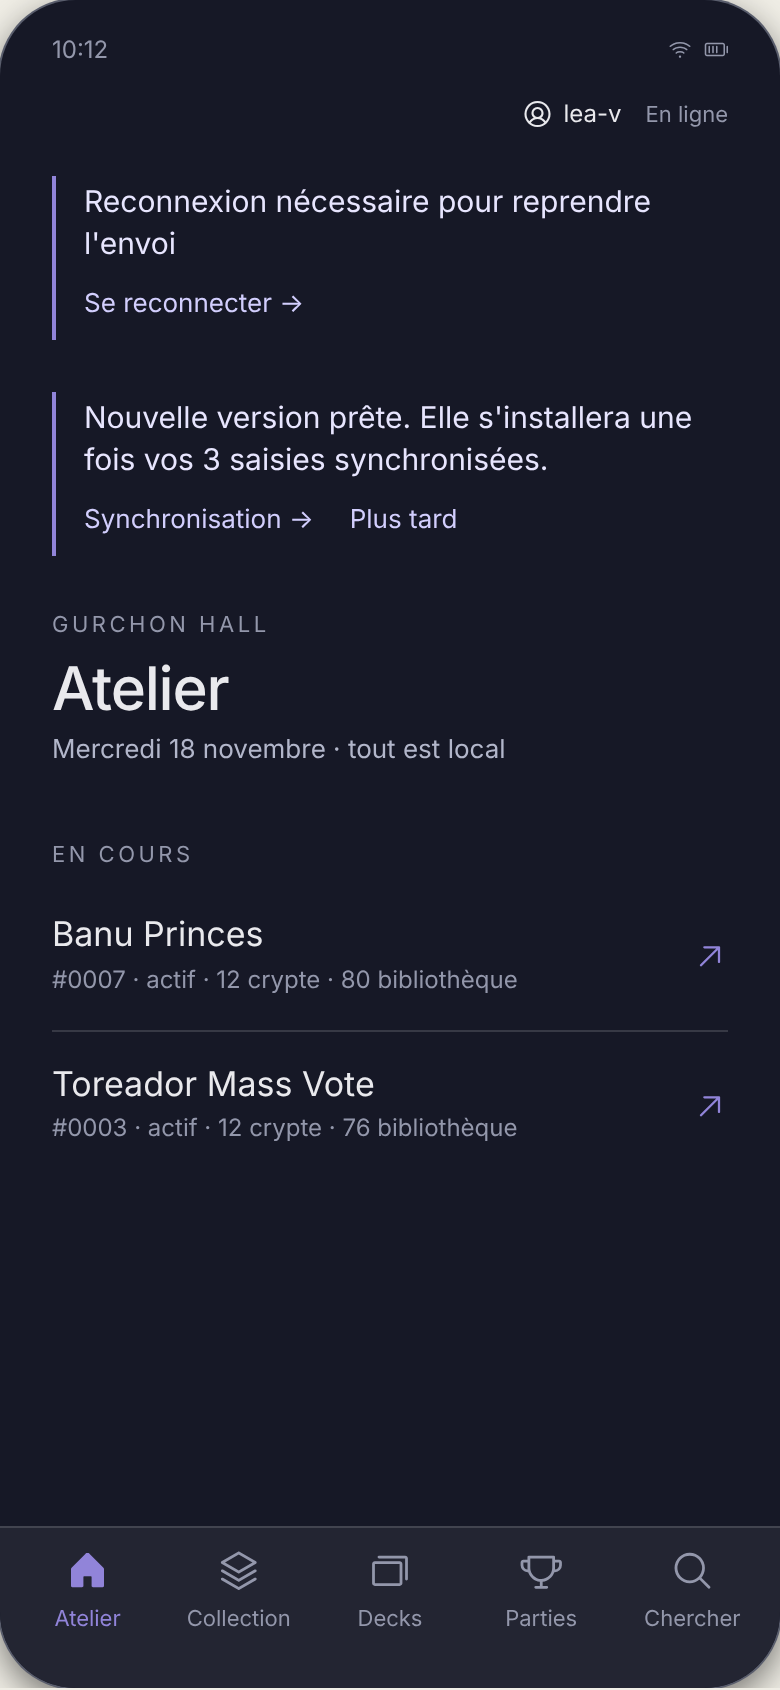 10:12
lea-v En ligne
Reconnexion nécessaire pour reprendre
l'envoi
Se reconnecter →
Nouvelle version prête. Elle s'installera une
fois vos 3 saisies synchronisées.
Synchronisation → Plus tard
GURCHON HALL
Atelier
Mercredi 18 novembre · tout est local
EN COURS
Banu Princes
#0007 · actif · 12 crypte · 80 bibliothèque
Toreador Mass Vote
#0003 · actif · 12 crypte · 76 bibliothèque
Atelier Collection Decks Parties Chercher